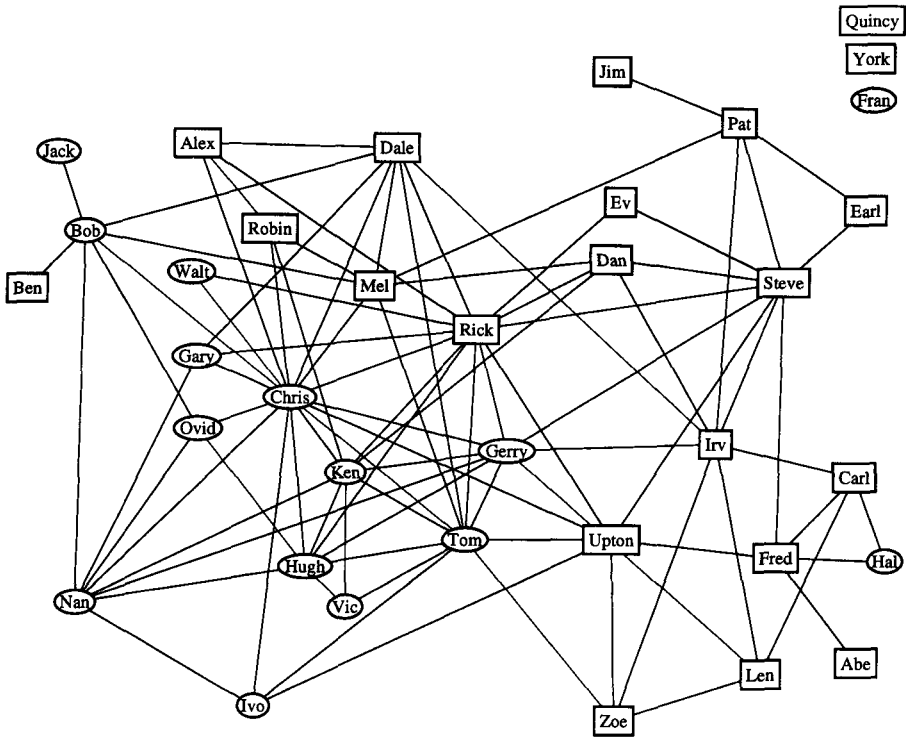 Quincy
York
Fran
Jim
Pat
Jack
Alex
Dale
Ev
Earl
Bob
Robin
Ben
Walt
Mel
Dan
Steve
Rick
Gary
Chris
Ovid
Ken
Gerry
Irv
Carl
Hugh
Tom
Upton
Fred
Hal
Nan
Vic
Abe
Len
Ivo
Zoe